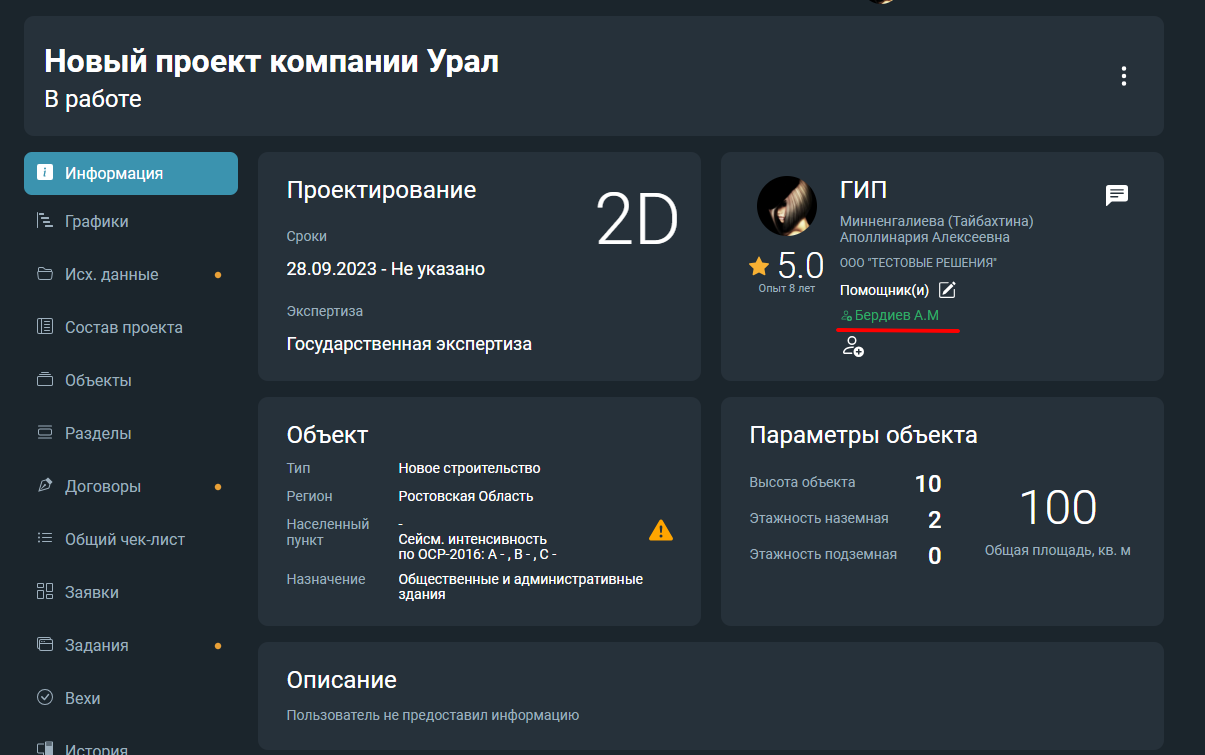 Новый проект компании Урал
В работе
Информация
Графики
Исх. данные
Состав проекта
Объекты
Разделы
Договоры
Общий чек-лист
Заявки
Задания
Вехи
История
Проектирование
2D
Сроки
28.09.2023 - Не указано
Экспертиза
Государственная экспертиза
ГИП
Минненгалиева (Тайбахтина)
Аполлинария Алексеевна
5.0
Опыт 8 лет
ООО "ТЕСТОВЫЕ РЕШЕНИЯ"
Помощник(и)
Бердиев А.М
Объект
Тип Новое строительство
Регион Ростовская Область
Населенный пункт -
Сейсм. интенсивность
по ОСР-2016: A - , B - , C -
Назначение Общественные и административные
здания
Параметры объекта
Высота объекта 10
Этажность наземная 2
Этажность подземная 0
100
Общая площадь, кв. м
Описание
Пользователь не предоставил информацию